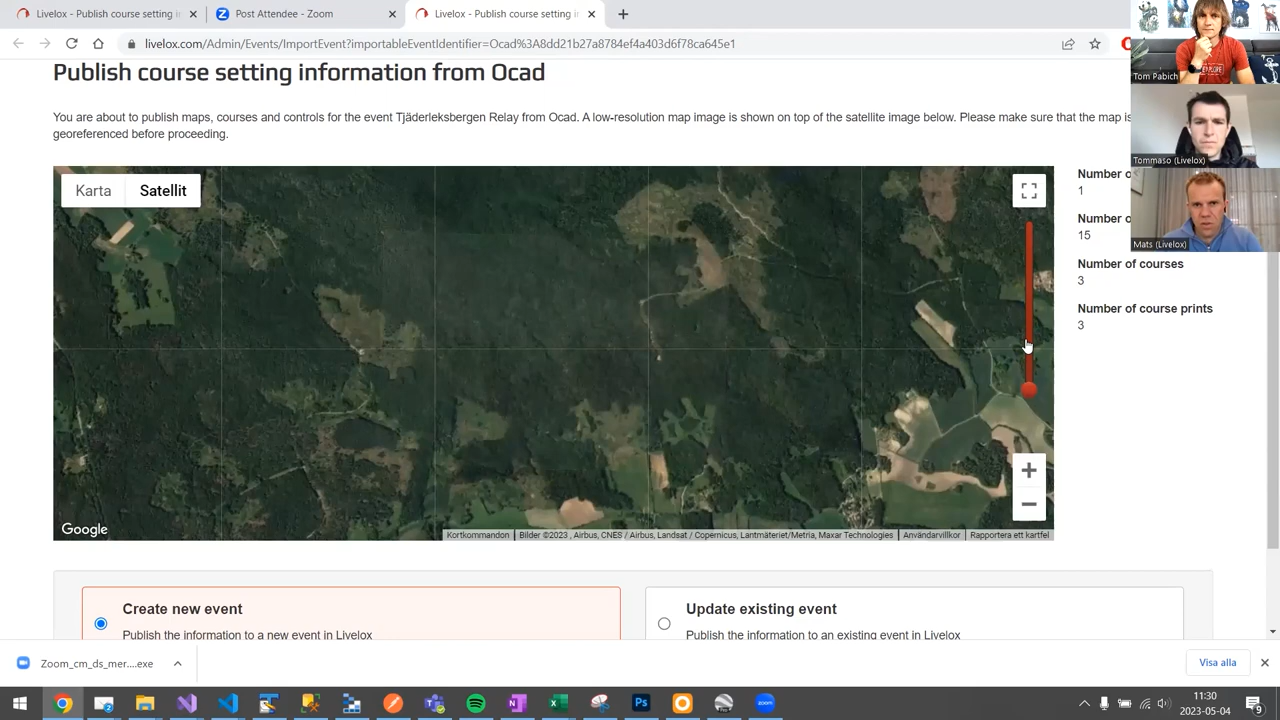 Livelox - Publish course setting i
Post Attendee - Zoom
Livelox - Publish course setting in
livelox.com/Admin/Events/ImportEvent?importableEventIdentifier=Ocad%3A8dd21b27a8784ef4a403d6f78ca645e1
Publish course setting information from Ocad
You are about to publish maps, courses and controls for the event Tjäderleksbergen Relay from Ocad. A low-resolution map image is shown on top of the satellite image below. Please make sure that the map is
georeferenced before proceeding.
Karta
Satellit
Google
Kortkommandon
Bilder ©2023 , Airbus, CNES / Airbus, Landsat / Copernicus, Lantmäteriet/Metria, Maxar Technologies
Användarvillkor
Rapportera ett kartfel
Number o
1
Number o
15
Number of courses
3
Number of course prints
3
Tom Pabich
Tommaso (Livelox)
Mats (Livelox)
Create new event
Publish the information to a new event in Livelox
Update existing event
Publish the information to an existing event in Livelox
Zoom_cm_ds_mer....exe
Visa alla
11:30
2023-05-04
9